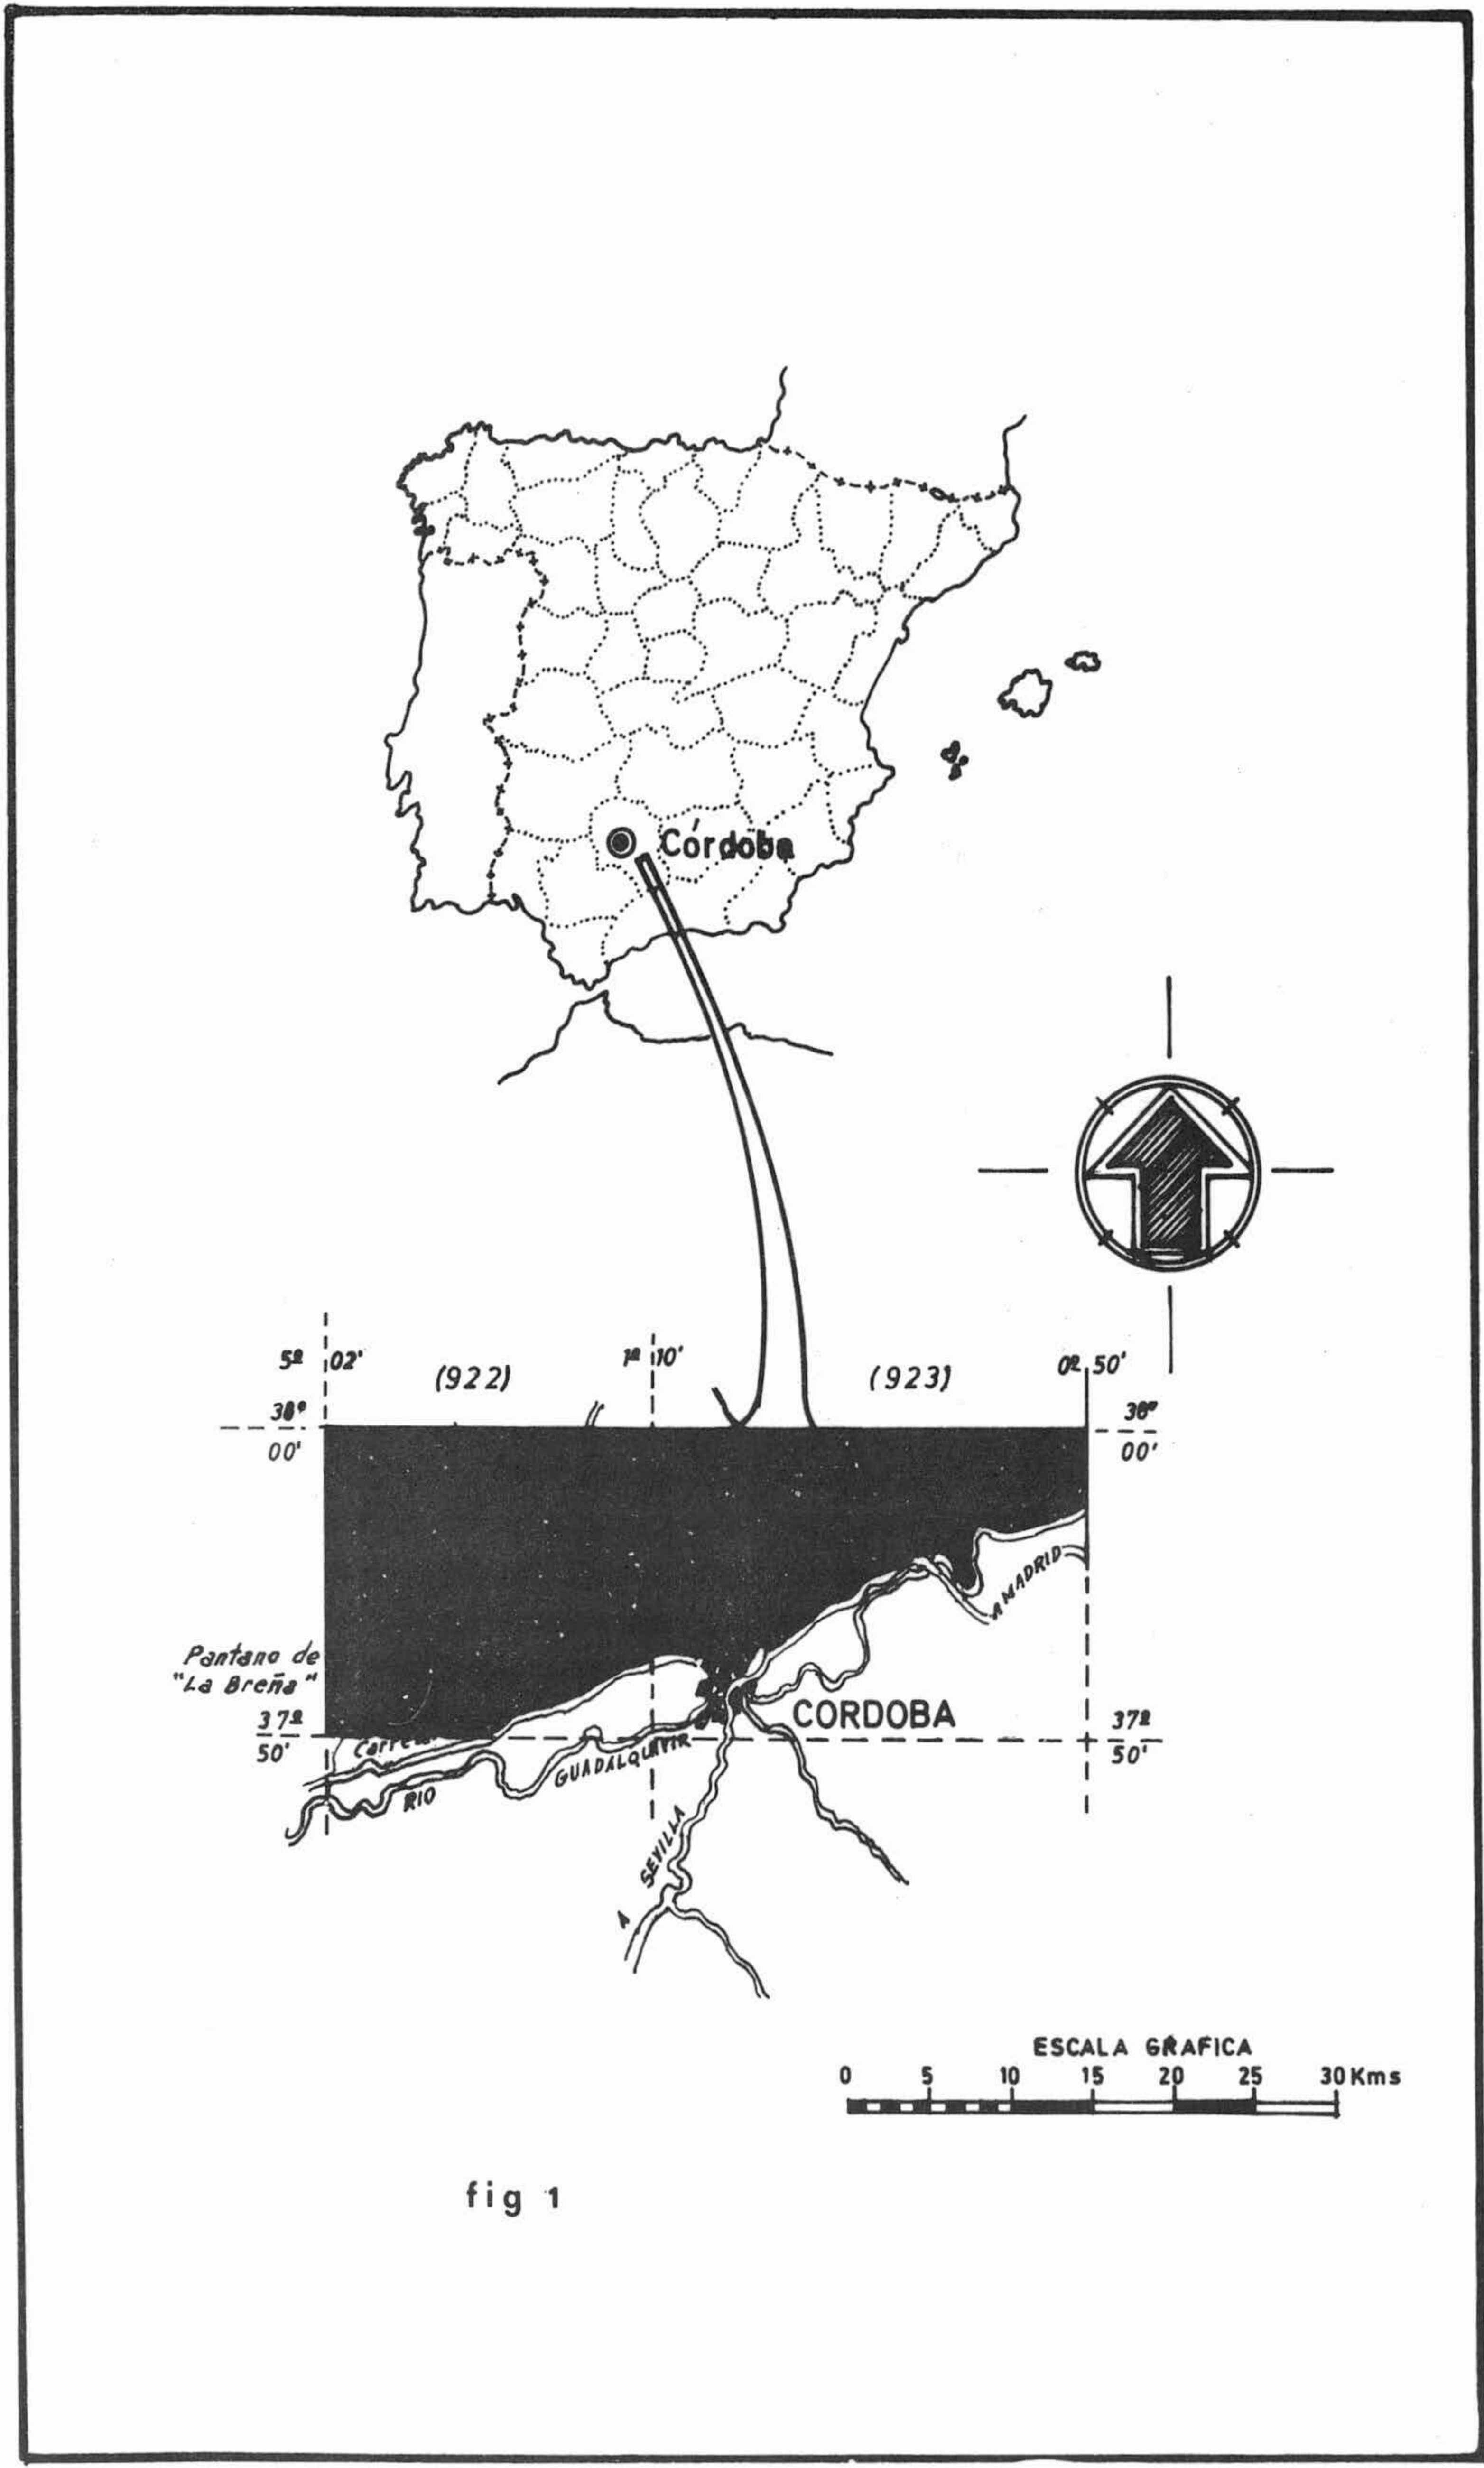 Córdoba
5º 02'
(922)
1º 10'
(923)
0º 50'
38º
00'
38º
00'
A MADRID
Pantano de
"La Breña"
CORDOBA
37º
50'
37º
50'
GUADALQUIVIR
RIO
A SEVILLA
ESCALA GRAFICA
0 5 10 15 20 25 30 Kms
fig 1